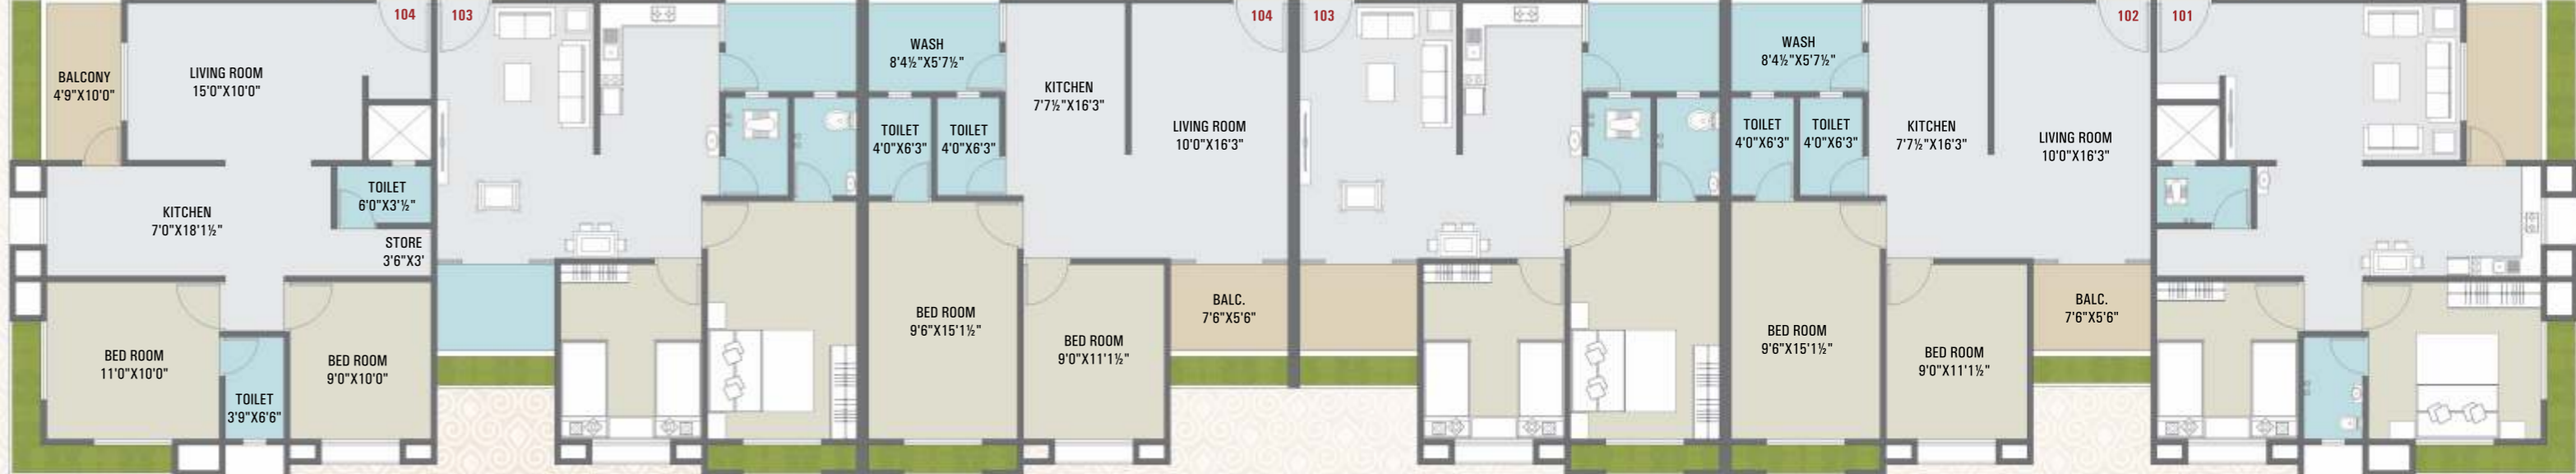 104
103
104
103
102
101
BALCONY
4'9"X10'0"
LIVING ROOM
15'0"X10'0"
KITCHEN
7'0"X18'1½"
TOILET
6'0"X3'½"
STORE
3'6"X3'
BED ROOM
11'0"X10'0"
TOILET
3'9"X6'6"
BED ROOM
9'0"X10'0"
WASH
8'4½"X5'7½"
TOILET
4'0"X6'3"
TOILET
4'0"X6'3"
KITCHEN
7'7½"X16'3"
LIVING ROOM
10'0"X16'3"
BED ROOM
9'6"X15'1½"
BED ROOM
9'0"X11'1½"
BALC.
7'6"X5'6"
WASH
8'4½"X5'7½"
TOILET
4'0"X6'3"
TOILET
4'0"X6'3"
KITCHEN
7'7½"X16'3"
LIVING ROOM
10'0"X16'3"
BED ROOM
9'6"X15'1½"
BED ROOM
9'0"X11'1½"
BALC.
7'6"X5'6"